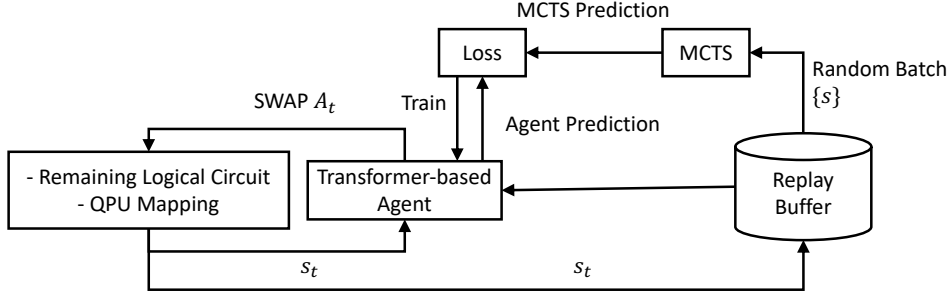 MCTS Prediction
Loss
MCTS
Random Batch
{s}
SWAP A_t
Train
Agent Prediction
- Remaining Logical Circuit
- QPU Mapping
Transformer-based
Agent
Replay
Buffer
s_t
s_t